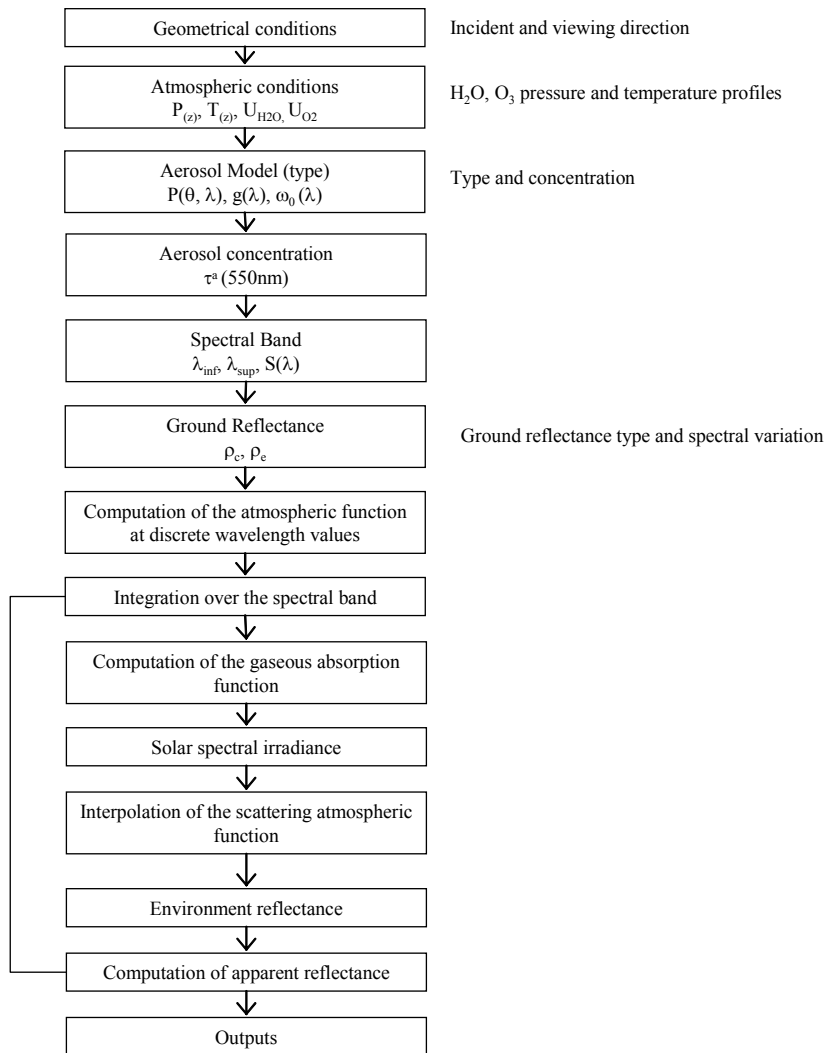 Geometrical conditions
Incident and viewing direction
Atmospheric conditions
P(z), T(z), UH2O, UO2
H2O, O3 pressure and temperature profiles
Aerosol Model (type)
P(θ, λ), g(λ), ω0 (λ)
Type and concentration
Aerosol concentration
τᵃ (550nm)
Spectral Band
λinf, λsup, S(λ)
Ground Reflectance
ρc, ρe
Ground reflectance type and spectral variation
Computation of the atmospheric function
at discrete wavelength values
Integration over the spectral band
Computation of the gaseous absorption
function
Solar spectral irradiance
Interpolation of the scattering atmospheric
function
Environment reflectance
Computation of apparent reflectance
Outputs